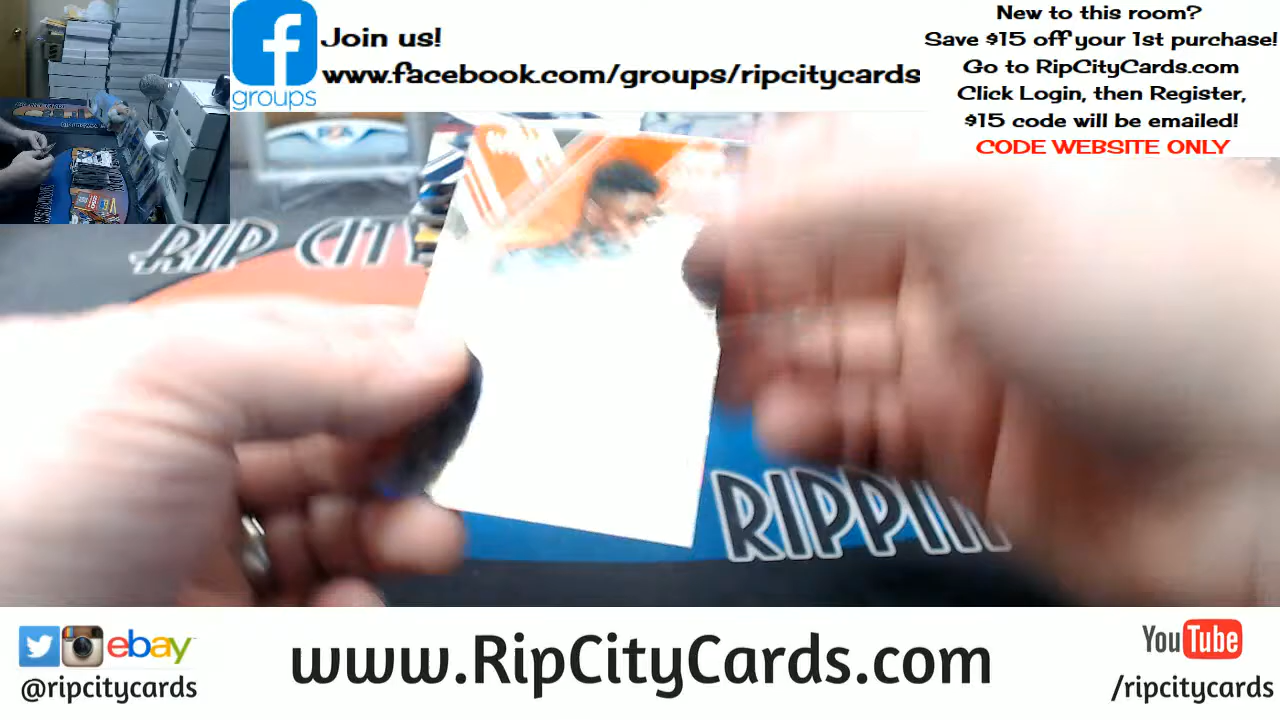 Join us!
www.facebook.com/groups/ripcitycards
groups
New to this room?
Save $15 off your 1st purchase!
Go to RipCityCards.com
Click Login, then Register,
$15 code will be emailed!
CODE WEBSITE ONLY
RIP CITY
RIPPIN
ebay
@ripcitycards
www.RipCityCards.com
YouTube
/ripcitycards